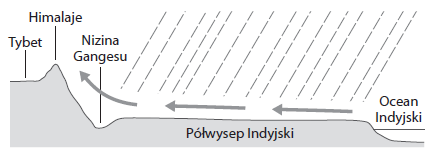 Himalaje
Tybet
Nizina
Gangesu
Ocean
Indyjski
Półwysep Indyjski